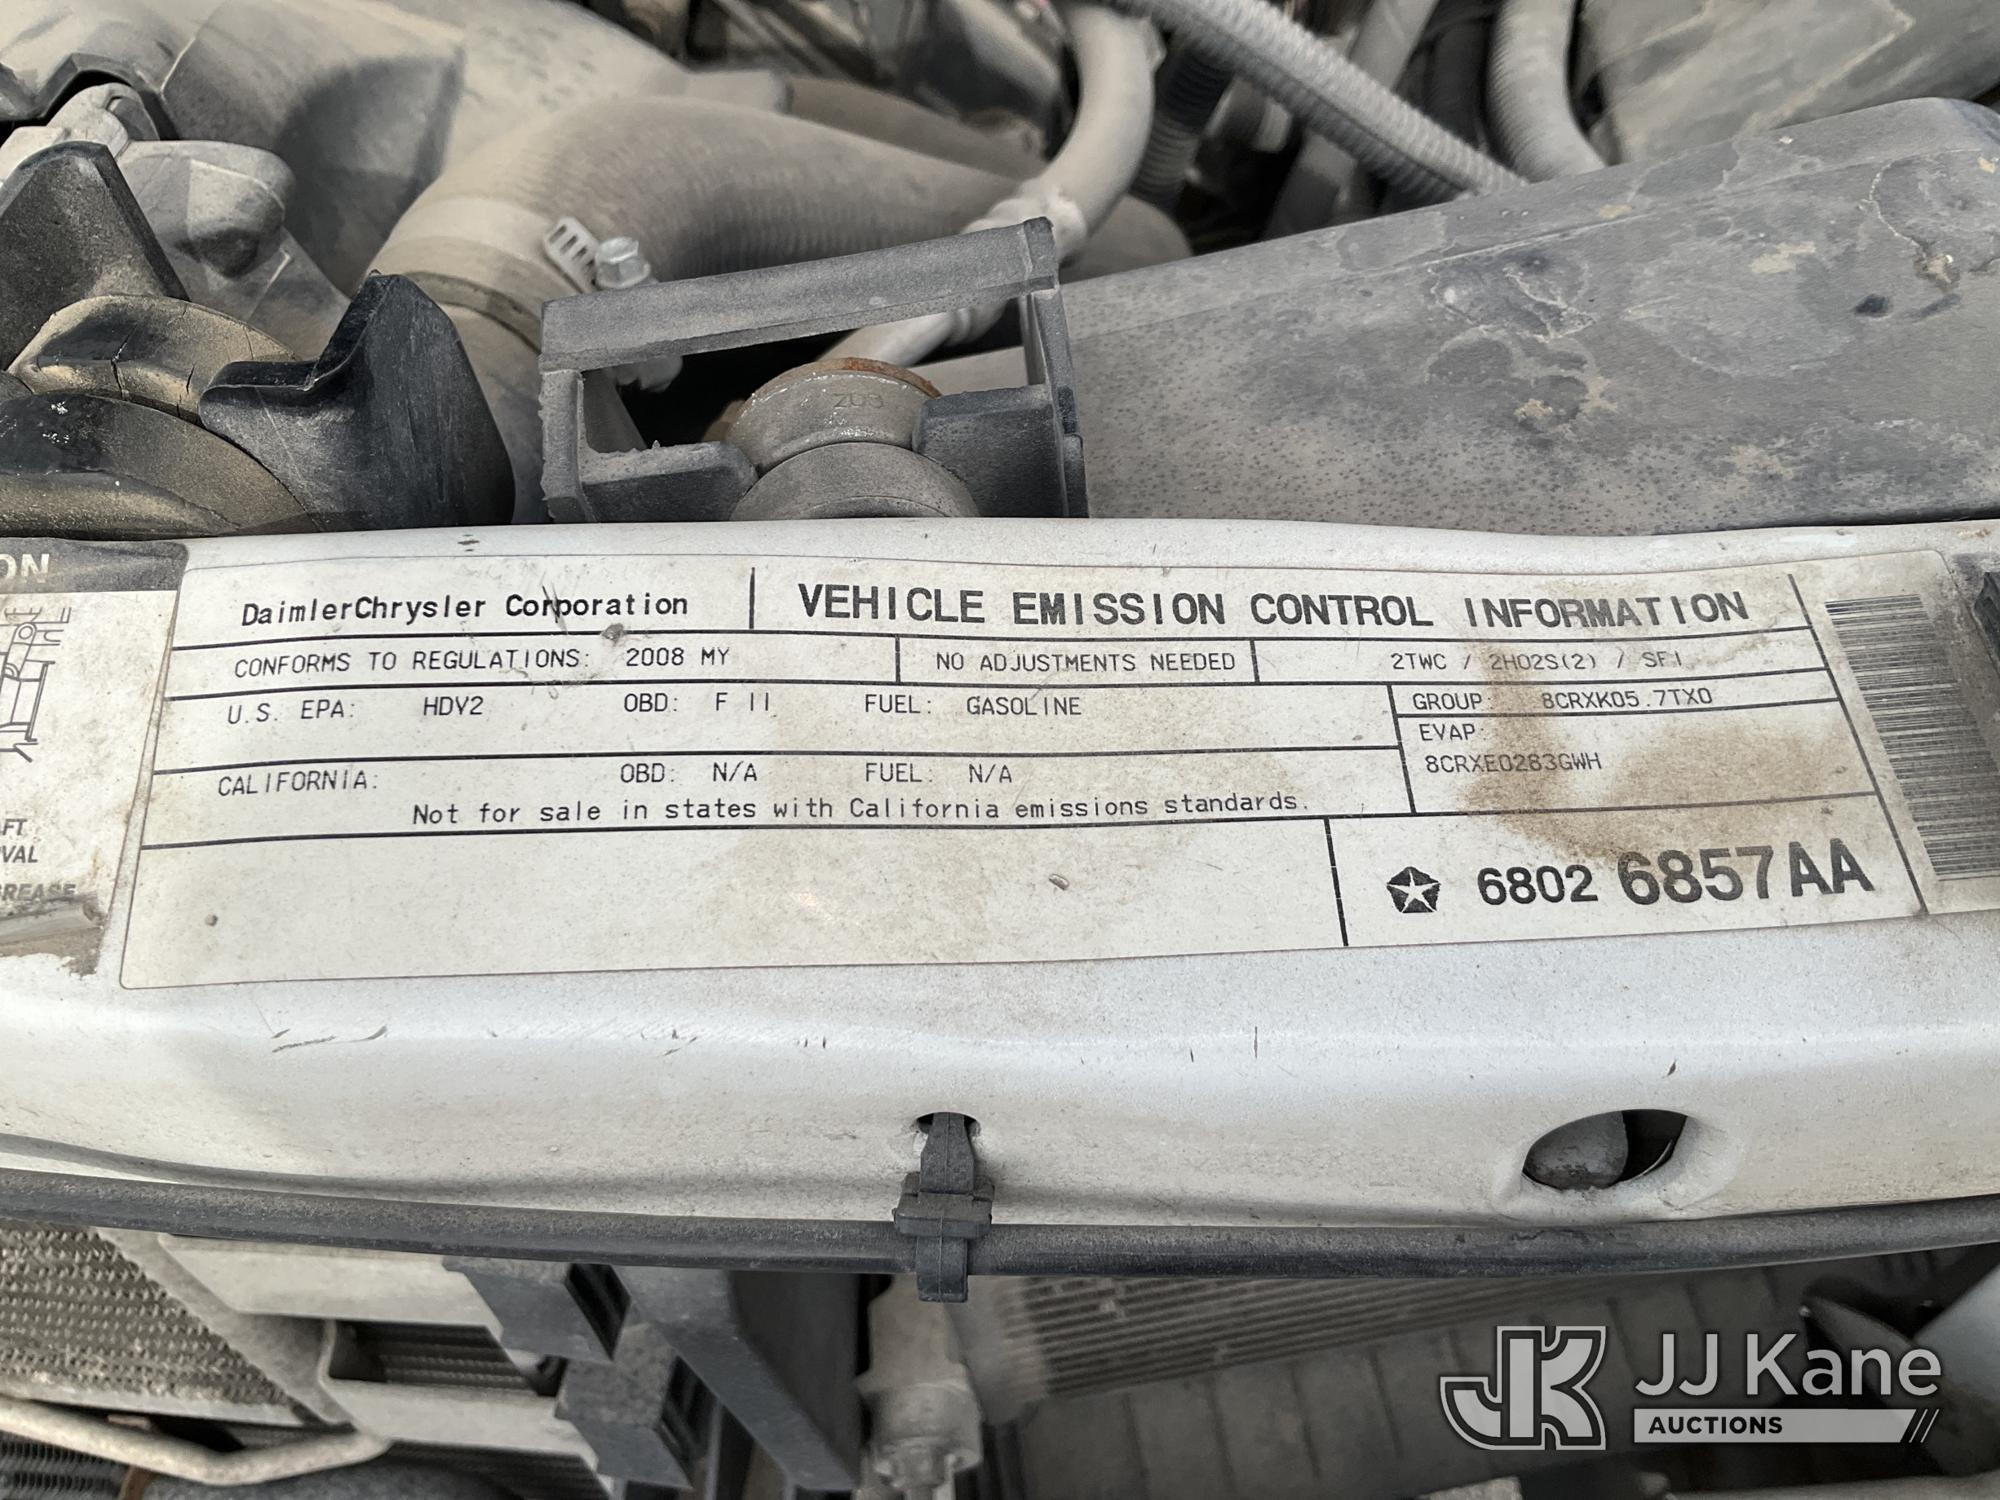 ON
FT
VAL
GREASE
DaimlerChrysler Corporation
VEHICLE EMISSION CONTROL INFORMATION
CONFORMS TO REGULATIONS: 2008 MY
NO ADJUSTMENTS NEEDED
2TWC / 2HO2S(2) / SFI
U.S. EPA: HDV2 OBD: F II FUEL: GASOLINE
GROUP: 8CRXK05.7TX0
EVAP:
8CRXE0283GWH
CALIFORNIA: OBD: N/A FUEL: N/A
Not for sale in states with California emissions standards.
6802 6857AA
JK JJ Kane
AUCTIONS